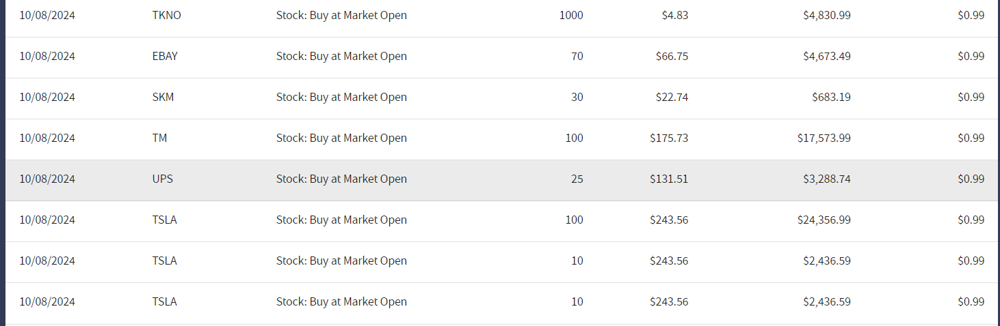 10/08/2024 TKNO Stock: Buy at Market Open 1000 $4.83 $4,830.99 $0.99
10/08/2024 EBAY Stock: Buy at Market Open 70 $66.75 $4,673.49 $0.99
10/08/2024 SKM Stock: Buy at Market Open 30 $22.74 $683.19 $0.99
10/08/2024 TM Stock: Buy at Market Open 100 $175.73 $17,573.99 $0.99
10/08/2024 UPS Stock: Buy at Market Open 25 $131.51 $3,288.74 $0.99
10/08/2024 TSLA Stock: Buy at Market Open 100 $243.56 $24,356.99 $0.99
10/08/2024 TSLA Stock: Buy at Market Open 10 $243.56 $2,436.59 $0.99
10/08/2024 TSLA Stock: Buy at Market Open 10 $243.56 $2,436.59 $0.99